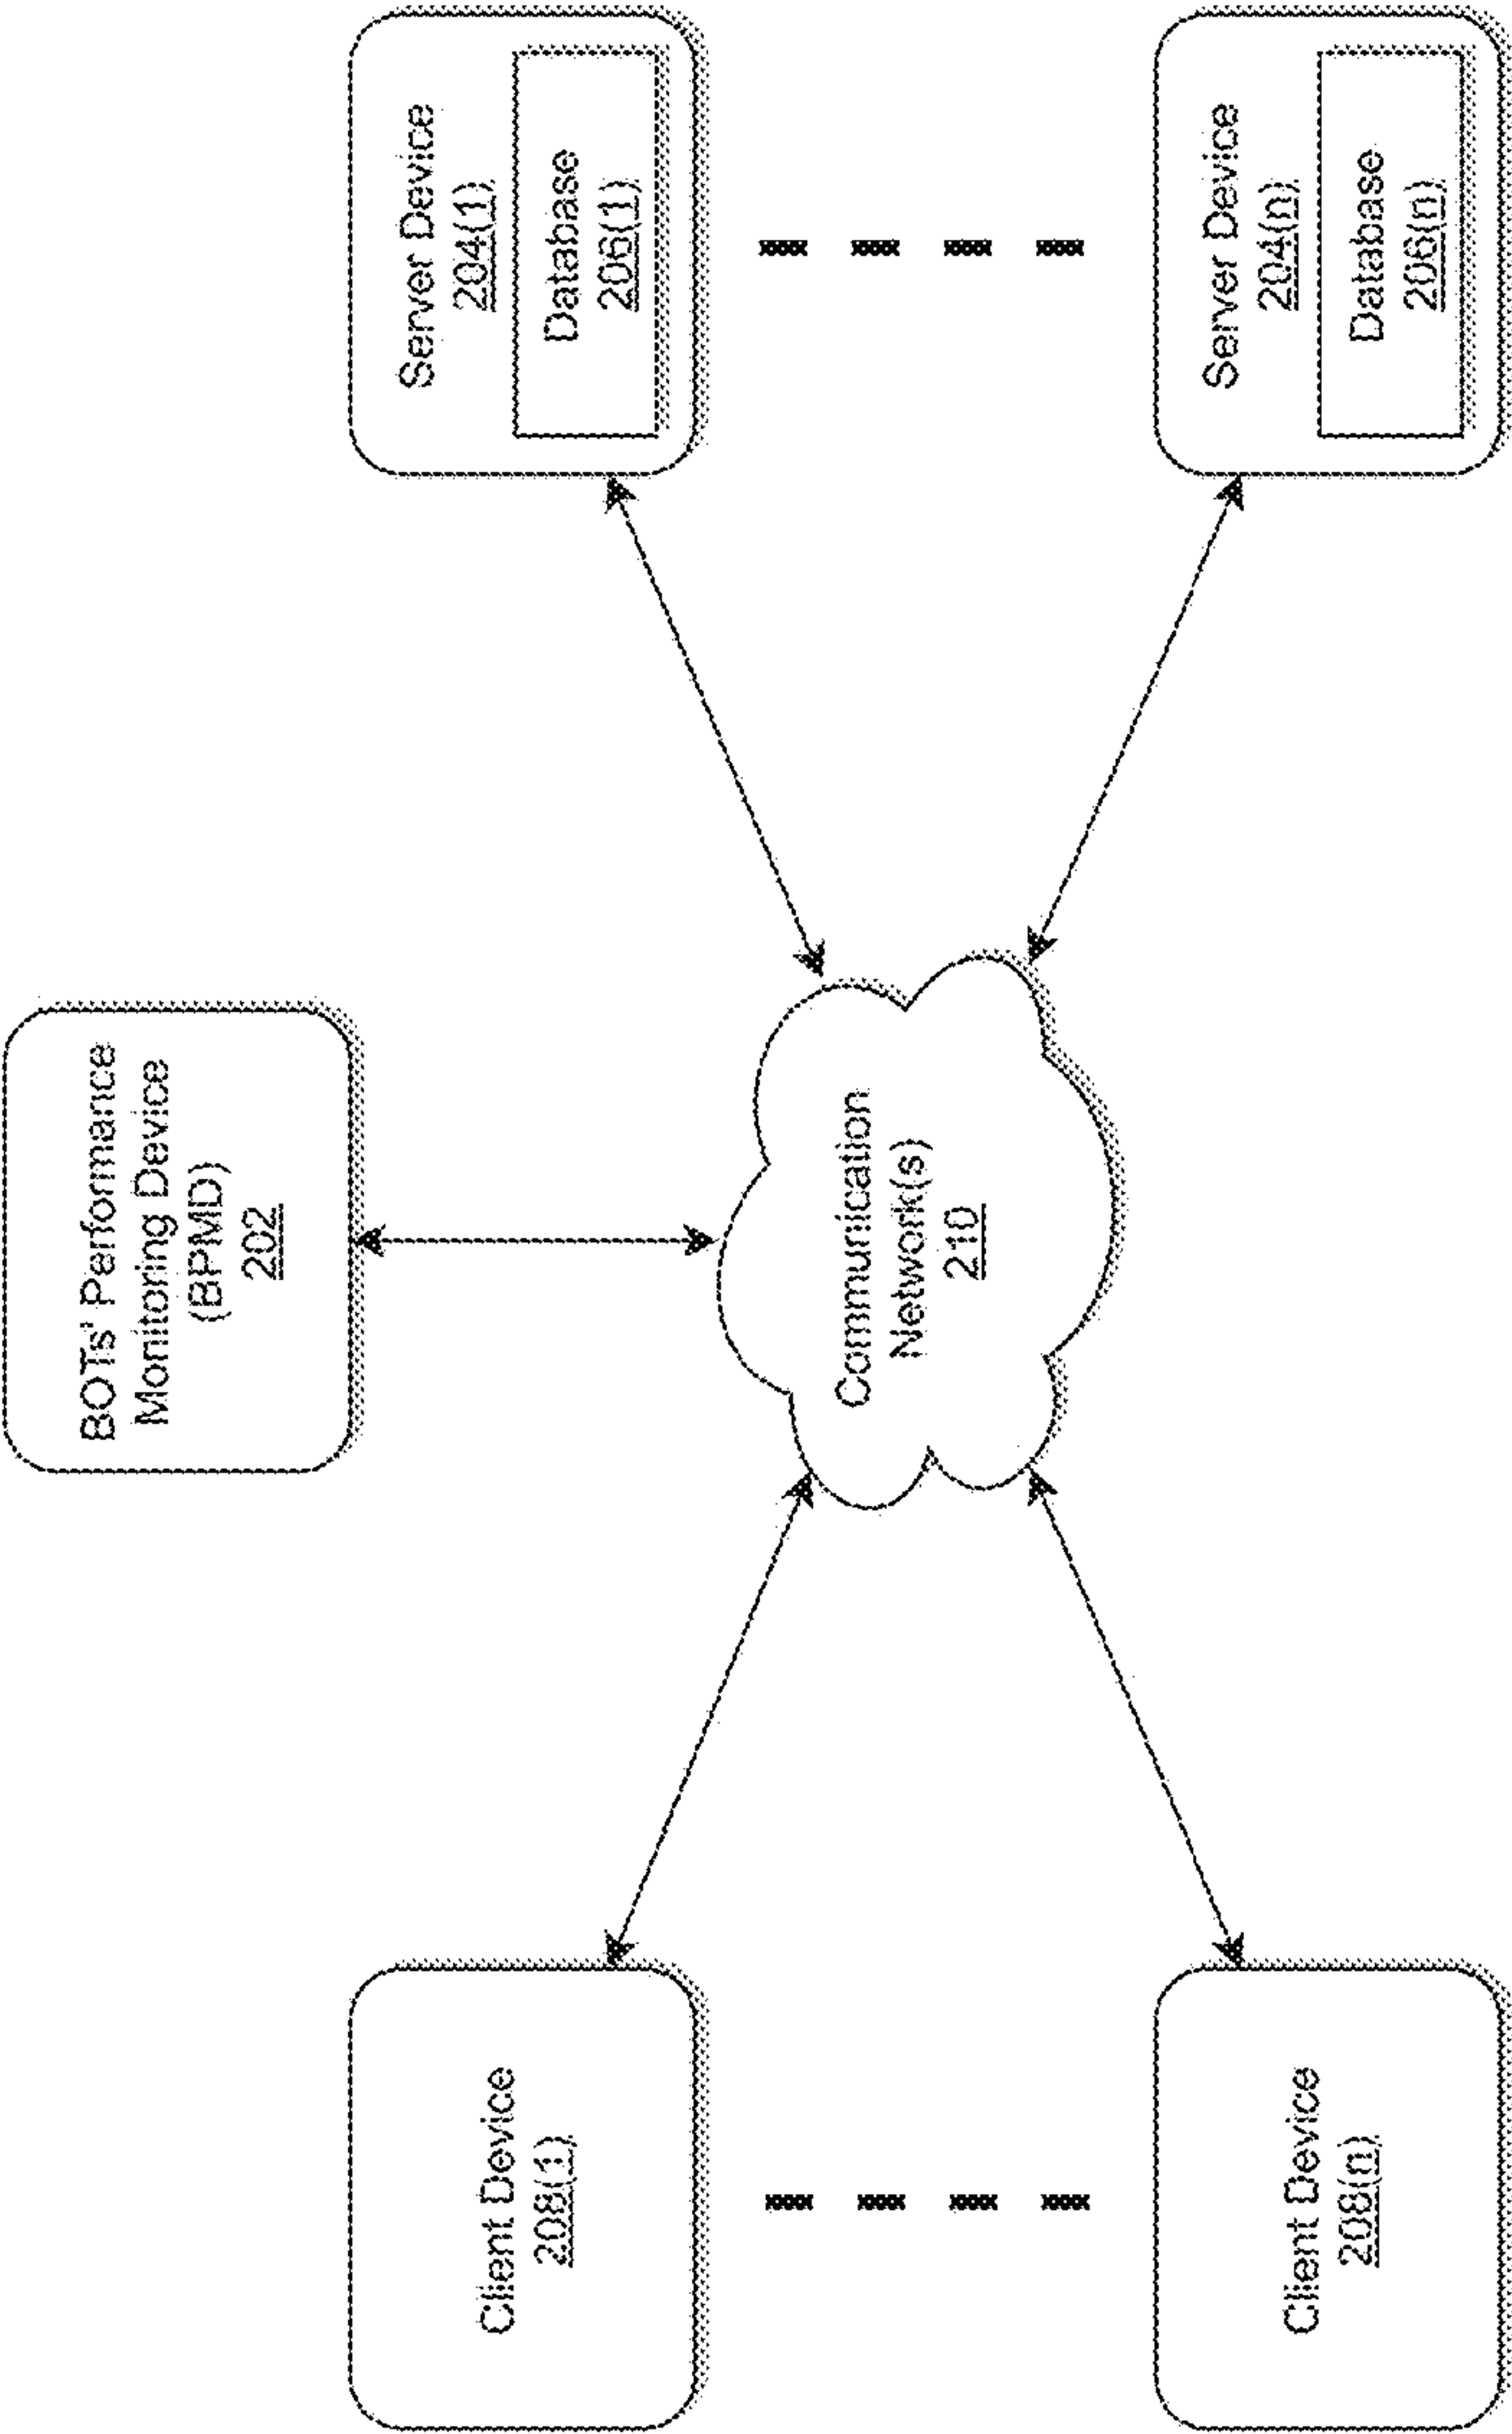 BOTs' Performance
Monitoring Device
(BPMD)
202
Client Device
208(1)
Client Device
208(n)
Communication
Network(s)
210
Server Device
204(1)
Database
206(1)
Server Device
204(n)
Database
206(n)